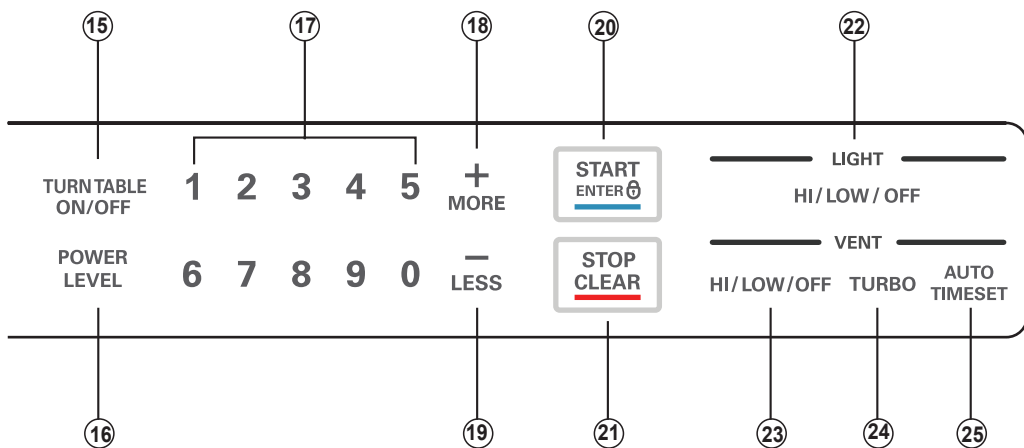 15 17 18 20 22
TURNTABLE
ON/OFF
1 2 3 4 5
+
MORE
START
ENTER
LIGHT
HI/LOW/OFF
POWER
LEVEL
6 7 8 9 0
−
LESS
STOP
CLEAR
VENT
HI/LOW/OFF
TURBO
AUTO
TIMESET
16 19 21 23 24 25